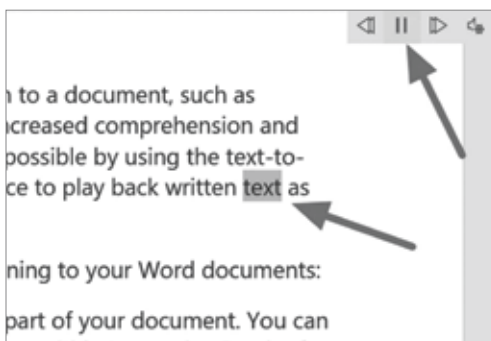 to a document, such as
creased comprehension and
possible by using the text-to-
ce to play back written text as
ning to your Word documents:
part of your document. You can